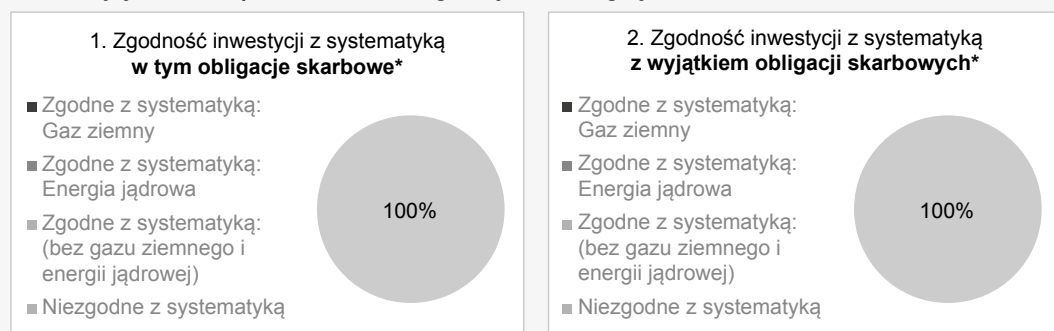 1. Zgodność inwestycji z systematyką
w tym obligacje skarbowe*
Zgodne z systematyką:
Gaz ziemny
Zgodne z systematyką:
Energia jądrowa
Zgodne z systematyką:
(bez gazu ziemnego i
energii jądrowej)
Niezgodne z systematyką
100%
2. Zgodność inwestycji z systematyką
z wyjątkiem obligacji skarbowych*
Zgodne z systematyką:
Gaz ziemny
Zgodne z systematyką:
Energia jądrowa
Zgodne z systematyką:
(bez gazu ziemnego i
energii jądrowej)
Niezgodne z systematyką
100%